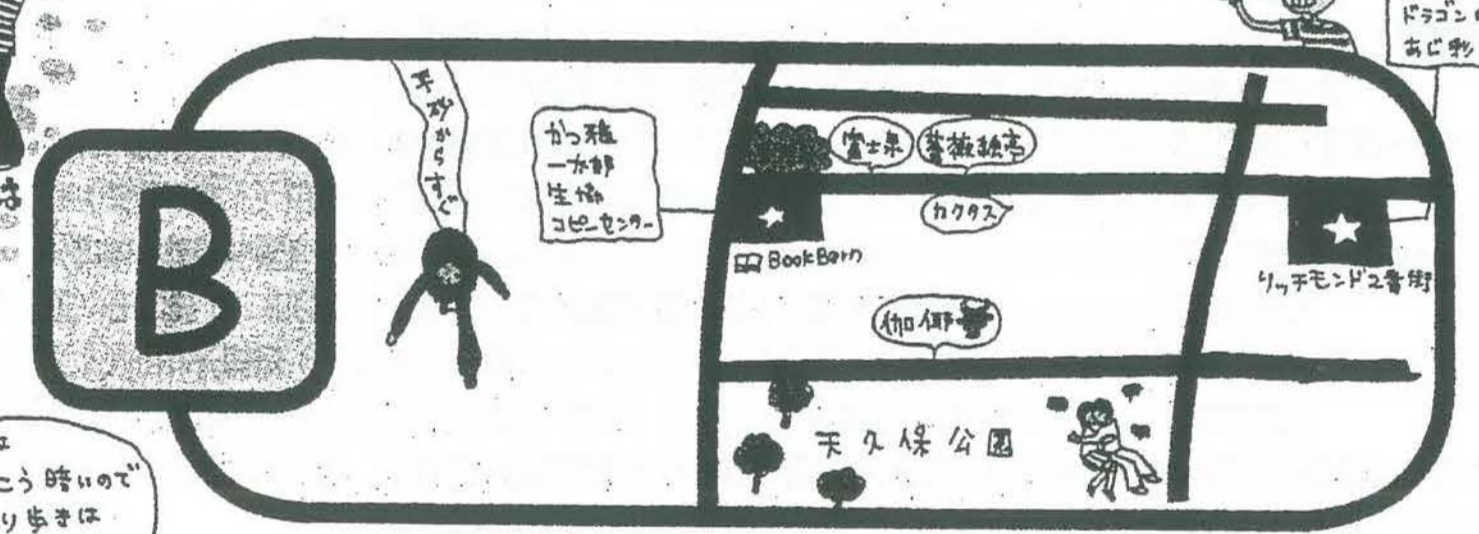 ドラゴン
あじ彩
平砂からすぐ
かつ雅
一太郎
生協
コピーセンター
富士泉
薔薇絲亭
カクタス
Book Barn
リッチモンド2番街
伽倻
B
天久保公園
こう暗いので
り歩きは